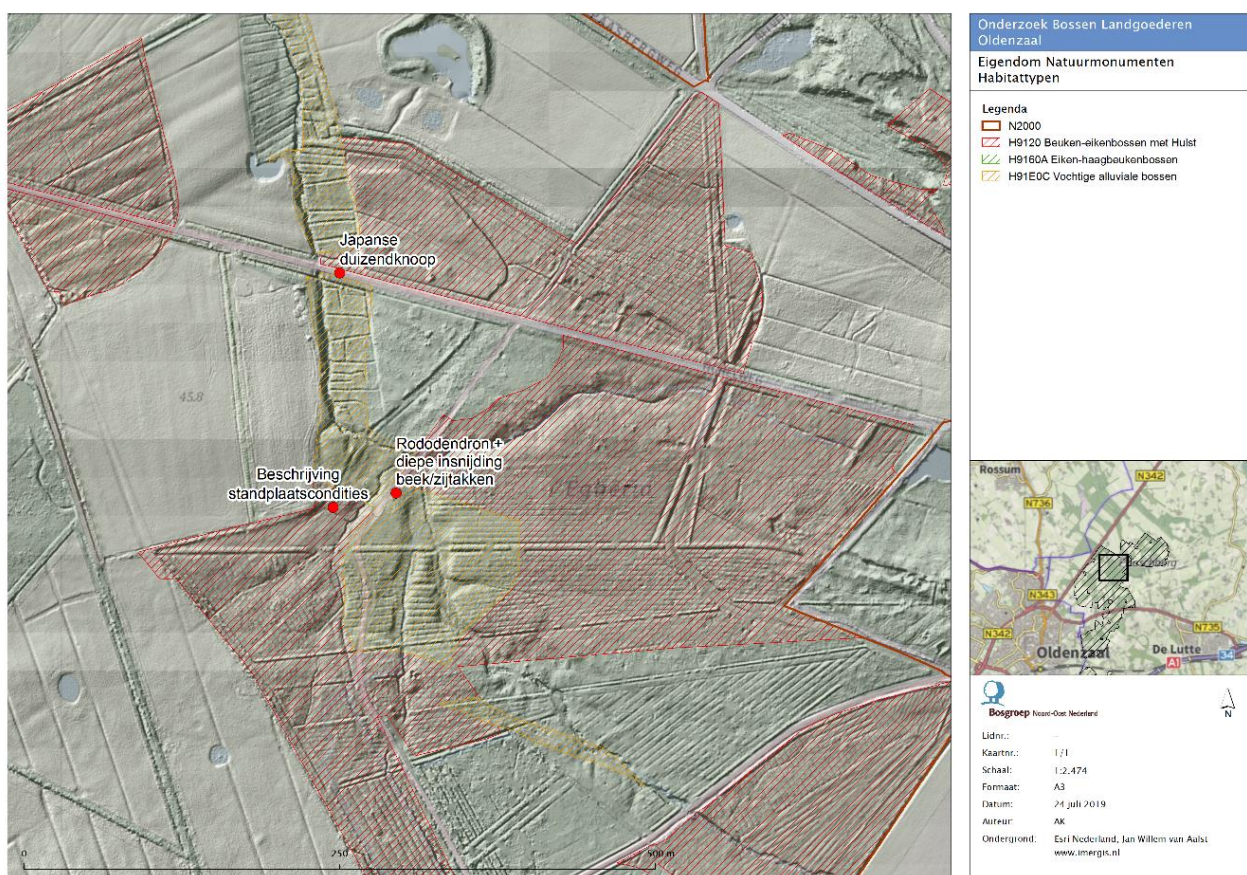 Japanse
duizendknoop
45.8
Rododendron +
diepe insnijding
beek/zijtakken
Beschrijving
standplaatscondities
0
250
500 m
Onderzoek Bossen Landgoederen
Oldenzaal
Eigendom Natuurmonumenten
Habitattypen
Legenda
N2000
H9120 Beuken-eikenbossen met Hulst
H9160A Eiken-haagbeukenbossen
H91E0C Vochtige alluviale bossen
Rossum
N342
N736
N343
N342
N735
Oldenzaal
De Lutte
A1
34
Bosgroep Noord-Oost Nederland
N
Lidnr.: -
Kaartnr.: 1/1
Schaal: 1:2.474
Formaat: A3
Datum: 24 juli 2019
Auteur: AK
Ondergrond: Esri Nederland, Jan Willem van Aalst
www.imergis.nl